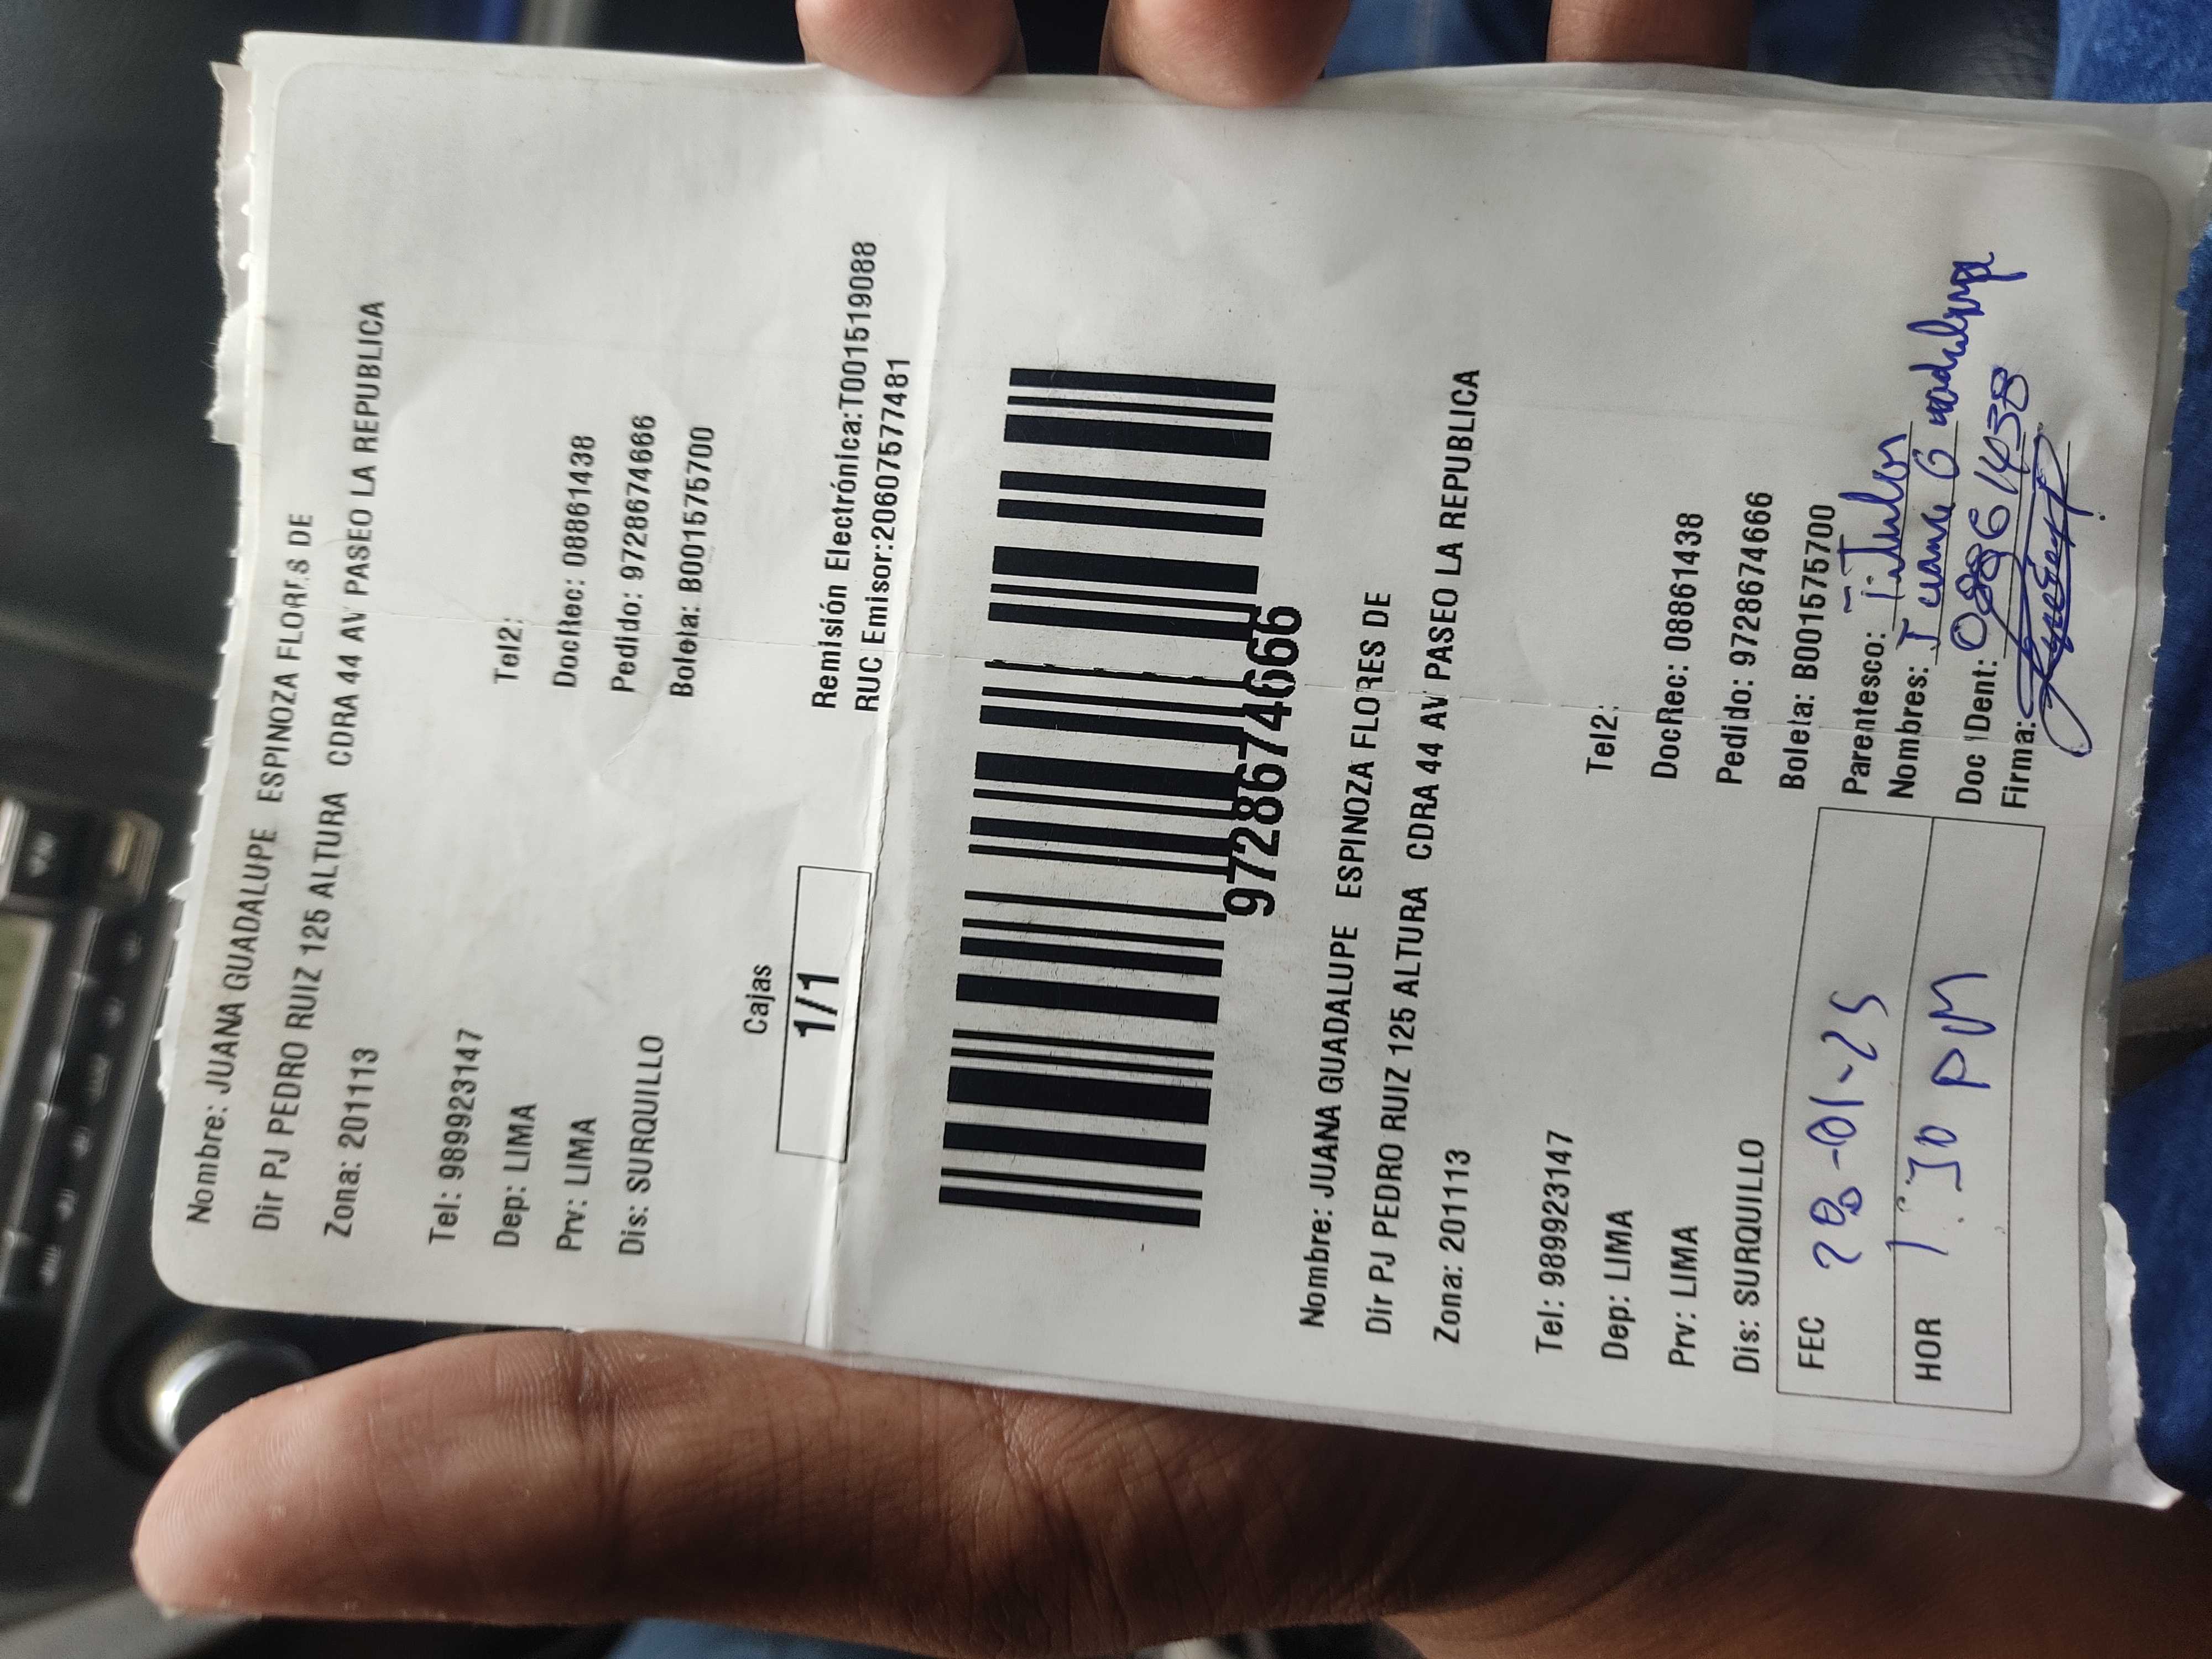 Nombre: JUANA GUADALUPE ESPINOZA FLORES DE
Dir PJ PEDRO RUIZ 125 ALTURA CDRA 44 AV PASEO LA REPUBLICA
Zona: 201113
Tel: 989923147 Tel2:
Dep: LIMA DocRec: 08861438
Prv: LIMA Pedido: 9728674666
Dis: SURQUILLO Boleta: B001575700
Cajas
1/1
Remisión Electrónica:T001519088
RUC Emisor:20607577481
9728674666
Nombre: JUANA GUADALUPE ESPINOZA FLORES DE
Dir PJ PEDRO RUIZ 125 ALTURA CDRA 44 AV PASEO LA REPUBLICA
Zona: 201113
Tel: 989923147 Tel2:
Dep: LIMA DocRec: 08861438
Prv: LIMA Pedido: 9728674666
Dis: SURQUILLO Boleta: B001575700
FEC 28-01-25 Parentesco: Titular
HOR 1:30 PM Nombres: Juana Guadalupe
Doc IDent: 08861438
Firma: